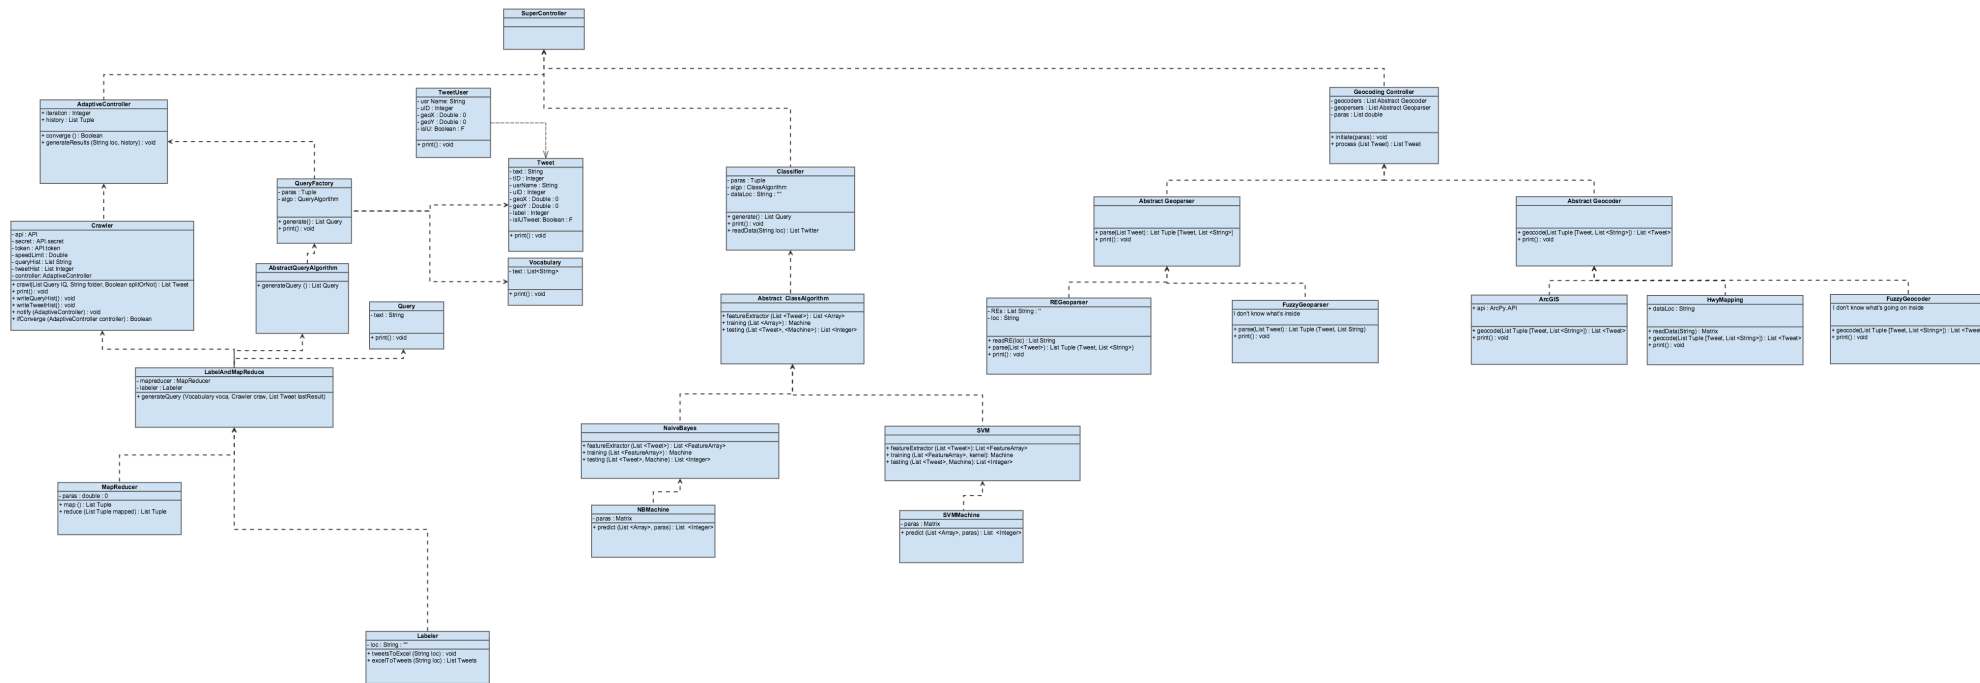 SuperController
AdaptiveController
+ iteration : Integer
+ history : List Tuple
+ converge () : Boolean
+ generateResults (String loc, history) : void
TweetUser
- usr Name: String
- uID : Integer
- geoX : Double : 0
- geoY : Double : 0
- isIU: Boolean : F
+ print() : void
Geocoding Controller
- geocoders : List Abstract Geocoder
- geopersers : List Abstract Geoparser
- paras : List double
+ initiate(paras) : void
+ process (List Tweet) : List Tweet
QueryFactory
- paras : Tuple
- algo : QueryAlgorithm
+ generate() : List Query
+ print() : void
Tweet
- text : String
- tID : Integer
- usrName : String
- uID : Integer
- geoX : Double : 0
- geoY : Double : 0
- label : Integer
- isIUTweet: Boolean : F
+ print() : void
Classifier
- paras : Tuple
- algo : ClassAlgorithm
- dataLoc : String : ""
+ generate() : List Query
+ print() : void
+ readData(String loc) : List Twitter
Abstract Geoparser
+ parse(List Tweet) : List Tuple [Tweet, List <String>]
+ print() : void
Abstract Geocoder
+ geocode(List Tuple [Tweet, List <String>]) : List <Tweet>
+ print() : void
Crawler
- api : API
- secret : API.secret
- token : API.token
- speedLimit : Double
- queryHist : List String
- tweetHist : List Integer
- controller: AdaptiveController
+ crawl(List Query lQ, String folder, Boolean splitOrNot) : List Tweet
+ print() : void
+ writeQueryHist() : void
+ writeTweetHist() : void
+ notify (AdaptiveController) : void
+ ifConverge (AdaptiveController controller) : Boolean
AbstractQueryAlgorithm
+ generateQuery () : List Query
Vocabulary
- text : List<String>
+ print() : void
Query
- text : String
+ print() : void
Abstract ClassAlgorithm
+ featureExtractor (List <Tweet>) : List <Array>
+ training (List <Array>) : Machine
+ testing (List <Tweet>, <Machine>) : List <Integer>
REGeoparser
- REs : List String : "
- loc : String
+ readRE(loc) : List String
+ parse(List <Tweet>) : List Tuple (Tweet, List <String>)
+ print() : void
FuzzyGeoparser
I don't know what's inside
+ parse(List Tweet) : List Tuple (Tweet, List String)
+ print() : void
ArcGIS
+ api : ArcPy.API
+ geocode(List Tuple [Tweet, List <String>]) : List <Tweet>
+ print() : void
HwyMapping
+ dataLoc : String
+ readData(String) : Matrix
+ geocode(List Tuple [Tweet, List <String>]) : List <Tweet>
+ print() : void
FuzzyGeocoder
I don't know what's going on inside
+ geocode(List Tuple [Tweet, List <String>]) : List <Tweet
+ print() : void
LabelAndMapReduce
- mapreducer : MapReducer
- labeler : Labeler
+ generateQuery (Vocabulary voca, Crawler craw, List Tweet lastResult)
NaiveBayes
+ featureExtractor (List <Tweet>) : List <FeatureArray>
+ training (List <FeatureArray>) : Machine
+ testing (List <Tweet>, Machine) : List <Integer>
SVM
+ featureExtractor (List <Tweet>): List <FeatureArray>
+ training (List <FeatureArray>, kernel): Machine
+ testing (List <Tweet>, Machine): List <Integer>
MapReducer
- paras : double : 0
+ map () : List Tuple
+ reduce (List Tuple mapped) : List Tuple
NBMachine
- paras : Matrix
+ predict (List <Array>, paras) : List <Integer>
SVMMachine
- paras : Matrix
+ predict (List <Array>, paras) : List <Integer>
Labeler
- loc : String : ""
+ tweetsToExcel (String loc) : void
+ excelToTweets (String loc) : List Tweets